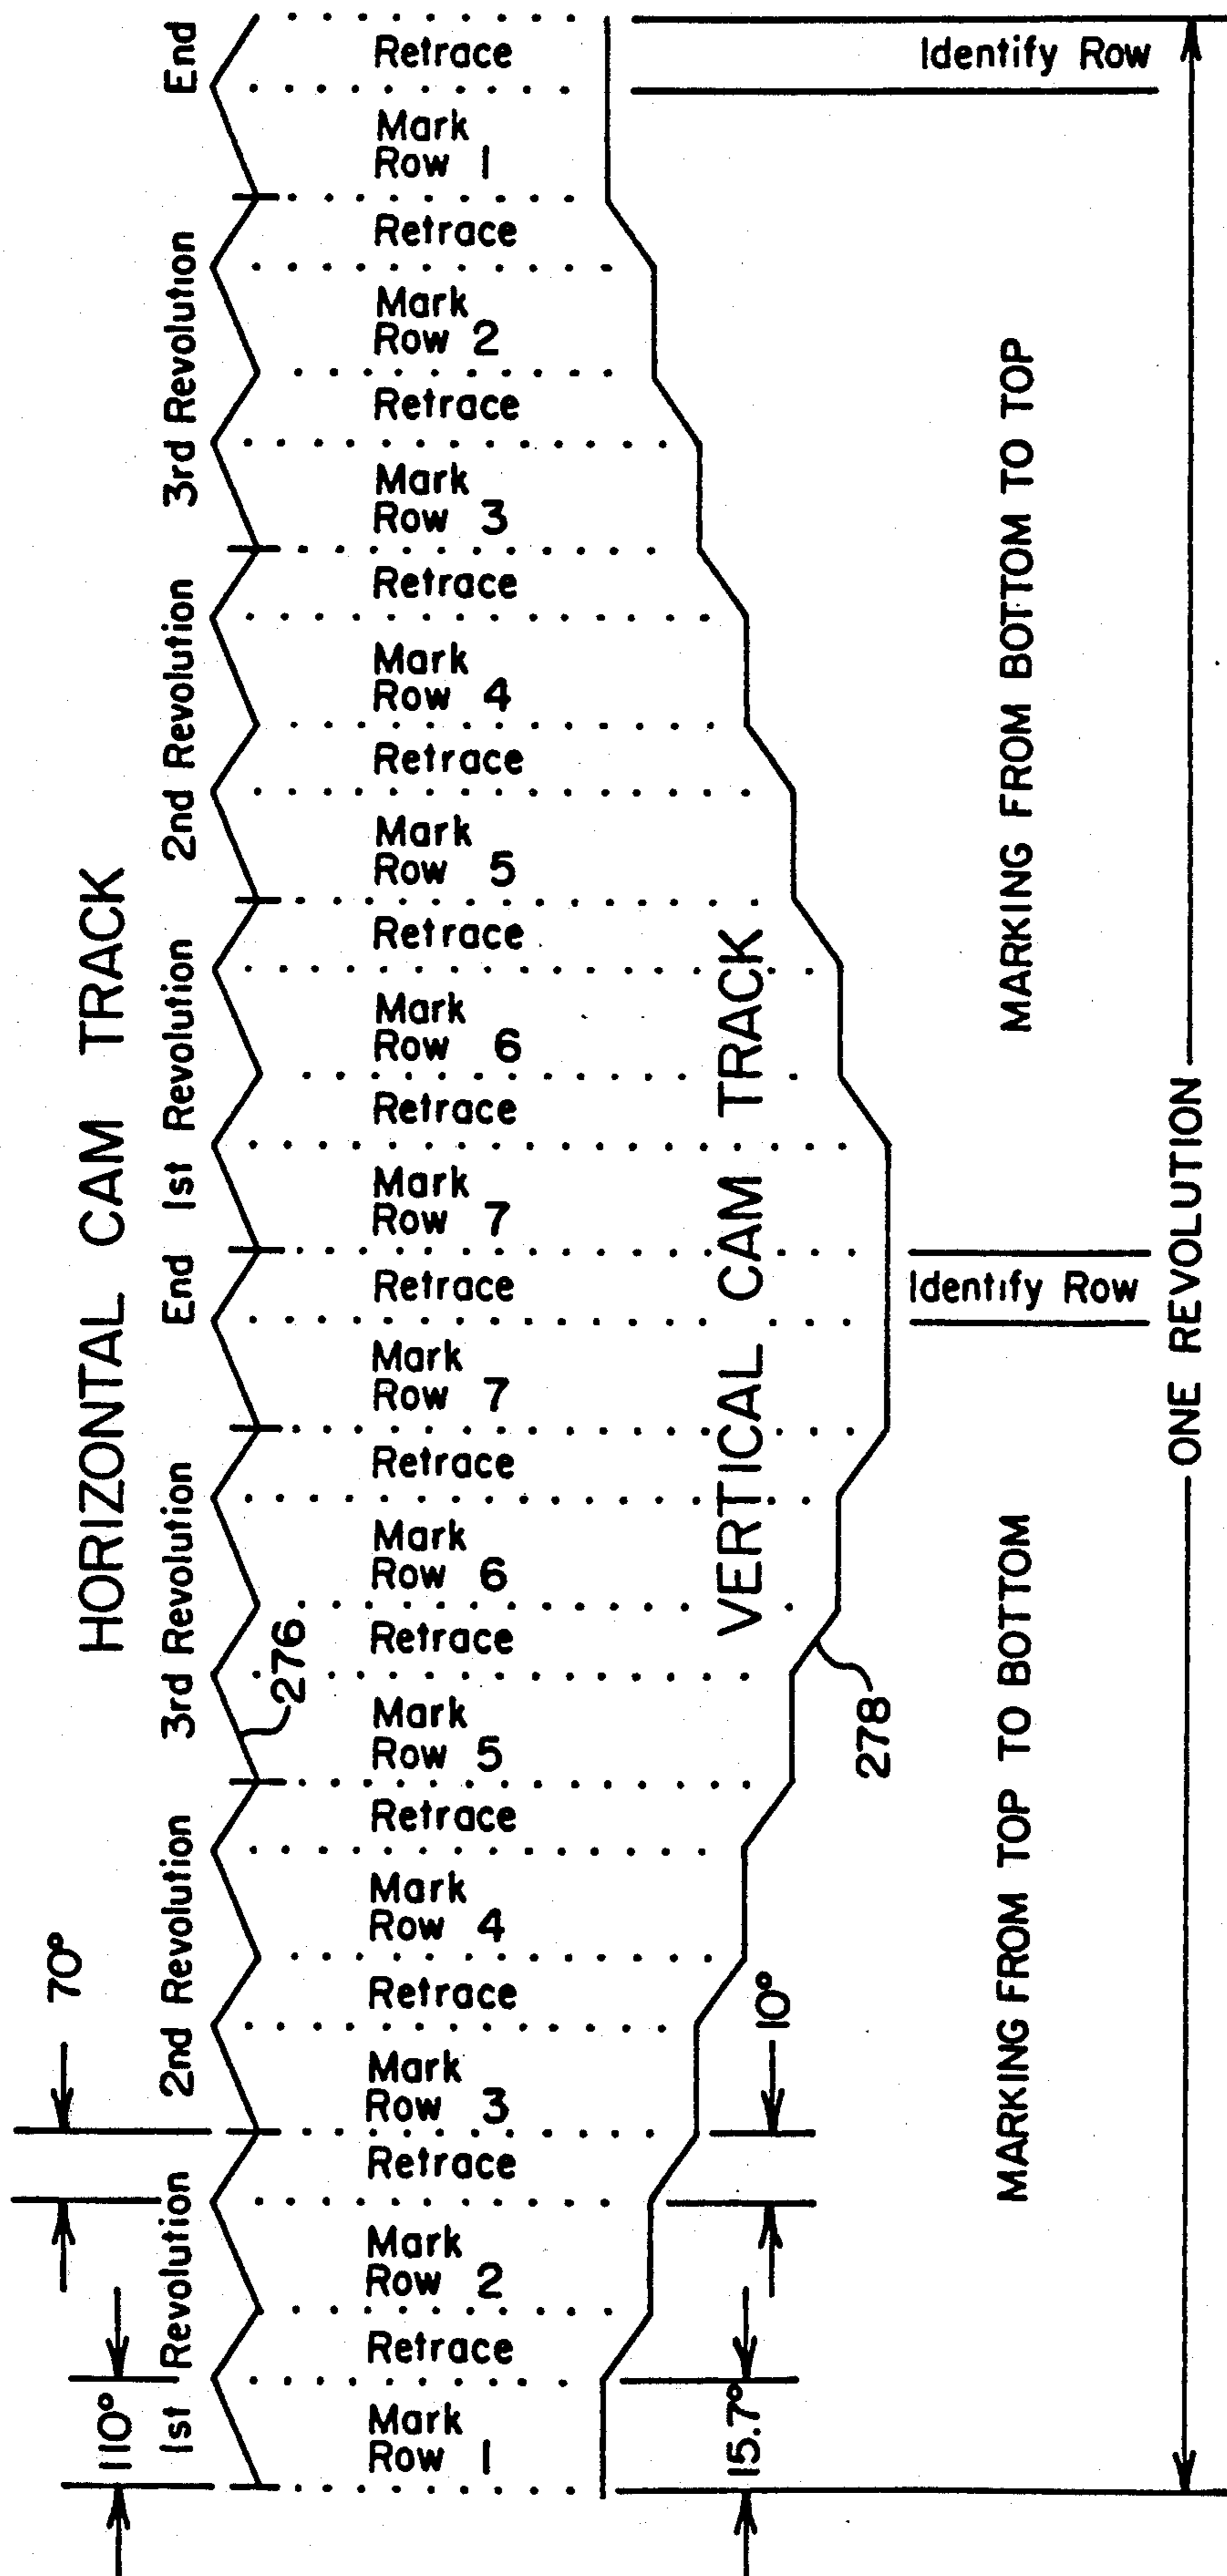 HORIZONTAL CAM TRACK
End
3rd Revolution
2nd Revolution
1st Revolution
End
3rd Revolution
2nd Revolution
1st Revolution
70°
110°
Retrace
Mark
Row 1
Retrace
Mark
Row 2
Retrace
Mark
Row 3
Retrace
Mark
Row 4
Retrace
Mark
Row 5
Retrace
Mark
Row 6
Retrace
Mark
Row 7
Retrace
Mark
Row 7
Retrace
Mark
Row 6
Retrace
Mark
Row 5
Retrace
Mark
Row 4
Retrace
Mark
Row 3
Retrace
Mark
Row 2
Retrace
Mark
Row 1
276
VERTICAL CAM TRACK
278
10°
15.7°
Identify Row
Identify Row
MARKING FROM BOTTOM TO TOP
MARKING FROM TOP TO BOTTOM
ONE REVOLUTION